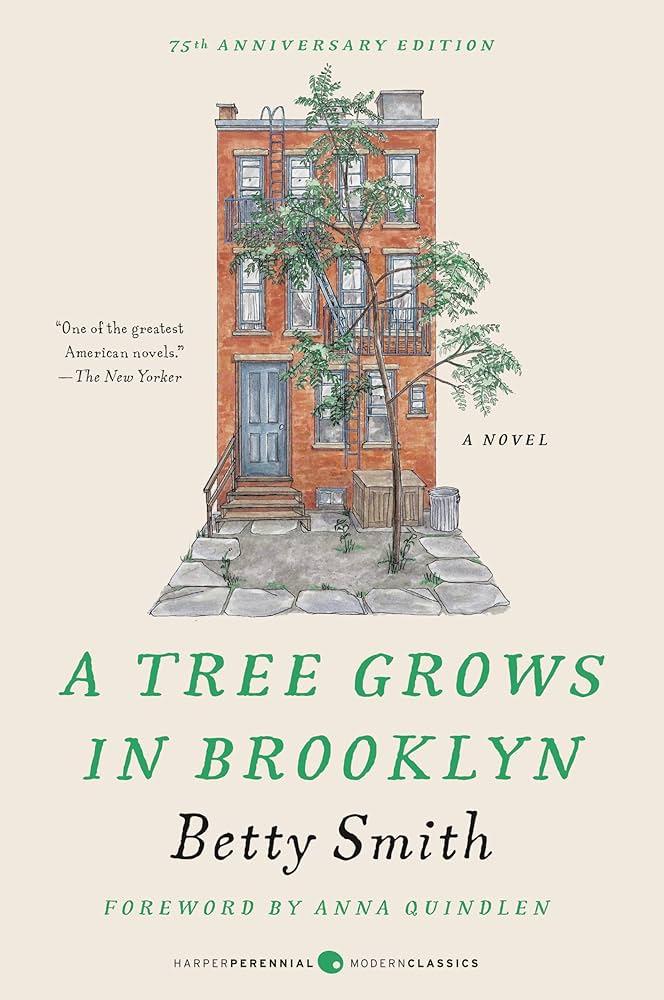 75th ANNIVERSARY EDITION
“One of the greatest
American novels.”
—The New Yorker
A NOVEL
A TREE GROWS
IN BROOKLYN
Betty Smith
FOREWORD BY ANNA QUINDLEN
HARPERPERENNIAL MODERNCLASSICS